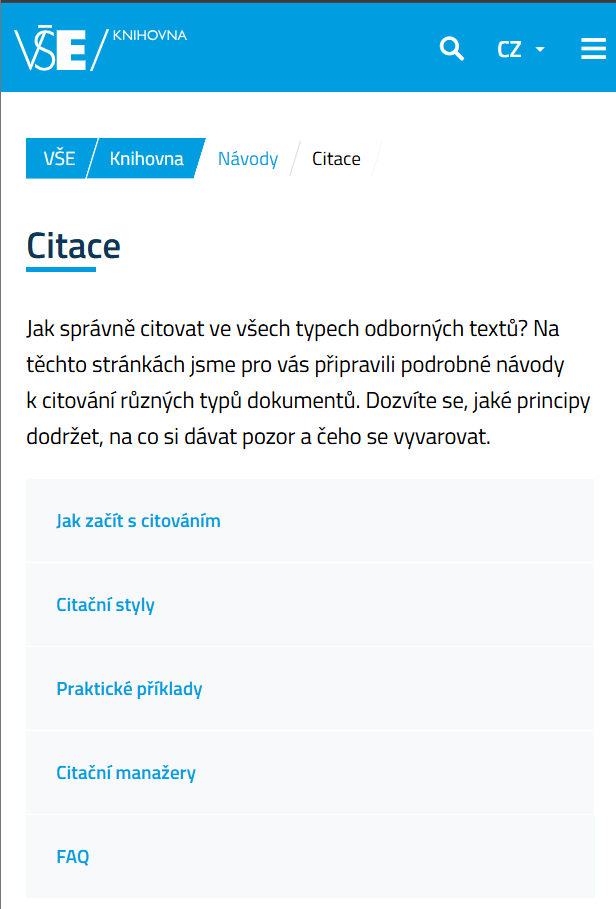 VŠE KNIHOVNA
CZ
VŠE Knihovna Návody Citace
Citace
Jak správně citovat ve všech typech odborných textů? Na
těchto stránkách jsme pro vás připravili podrobné návody
k citování různých typů dokumentů. Dozvíte se, jaké principy
dodržet, na co si dávat pozor a čeho se vyvarovat.
Jak začít s citováním
Citační styly
Praktické příklady
Citační manažery
FAQ